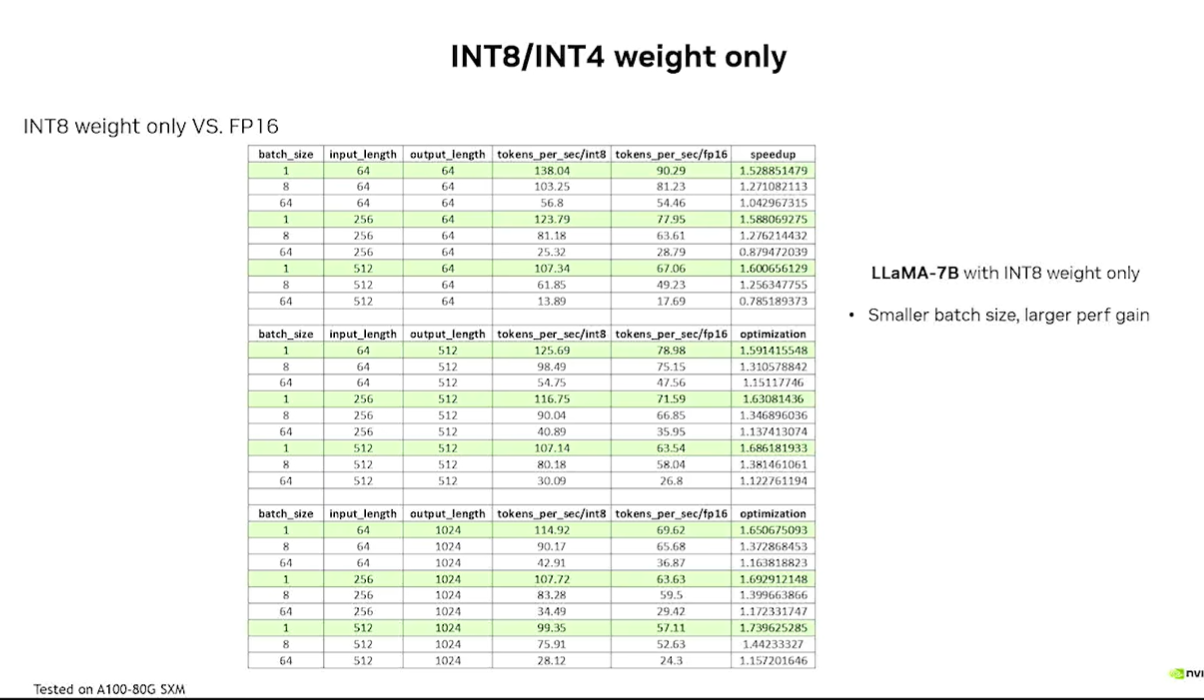 INT8/INT4 weight only
INT8 weight only VS. FP16
batch_size input_length output_length tokens_per_sec/int8 tokens_per_sec/fp16 speedup
1 64 64 138.04 90.29 1.528851479
8 64 64 103.25 81.23 1.271082113
64 64 64 56.8 54.46 1.042967315
1 256 64 123.79 77.95 1.588069275
8 256 64 81.18 63.61 1.276214432
64 256 64 25.32 28.79 0.879472039
1 512 64 107.34 67.06 1.600656129
8 512 64 61.85 49.23 1.256347755
64 512 64 13.89 17.69 0.785189373
batch_size input_length output_length tokens_per_sec/int8 tokens_per_sec/fp16 optimization
1 64 512 125.69 78.98 1.591415548
8 64 512 98.49 75.15 1.310578842
64 64 512 54.75 47.56 1.15117746
1 256 512 116.75 71.59 1.63081436
8 256 512 90.04 66.85 1.346896036
64 256 512 40.89 35.95 1.137413074
1 512 512 107.14 63.54 1.686181933
8 512 512 80.18 58.04 1.381461061
64 512 512 30.09 26.8 1.122761194
batch_size input_length output_length tokens_per_sec/int8 tokens_per_sec/fp16 optimization
1 64 1024 114.92 69.62 1.650675093
8 64 1024 90.17 65.68 1.372868453
64 64 1024 42.91 36.87 1.163818823
1 256 1024 107.72 63.63 1.692912148
8 256 1024 83.28 59.5 1.399663866
64 256 1024 34.49 29.42 1.172331747
1 512 1024 99.35 57.11 1.739625285
8 512 1024 75.91 52.63 1.44233327
64 512 1024 28.12 24.3 1.157201646
LLaMA-7B with INT8 weight only
• Smaller batch size, larger perf gain
Tested on A100-80G SXM
nvi